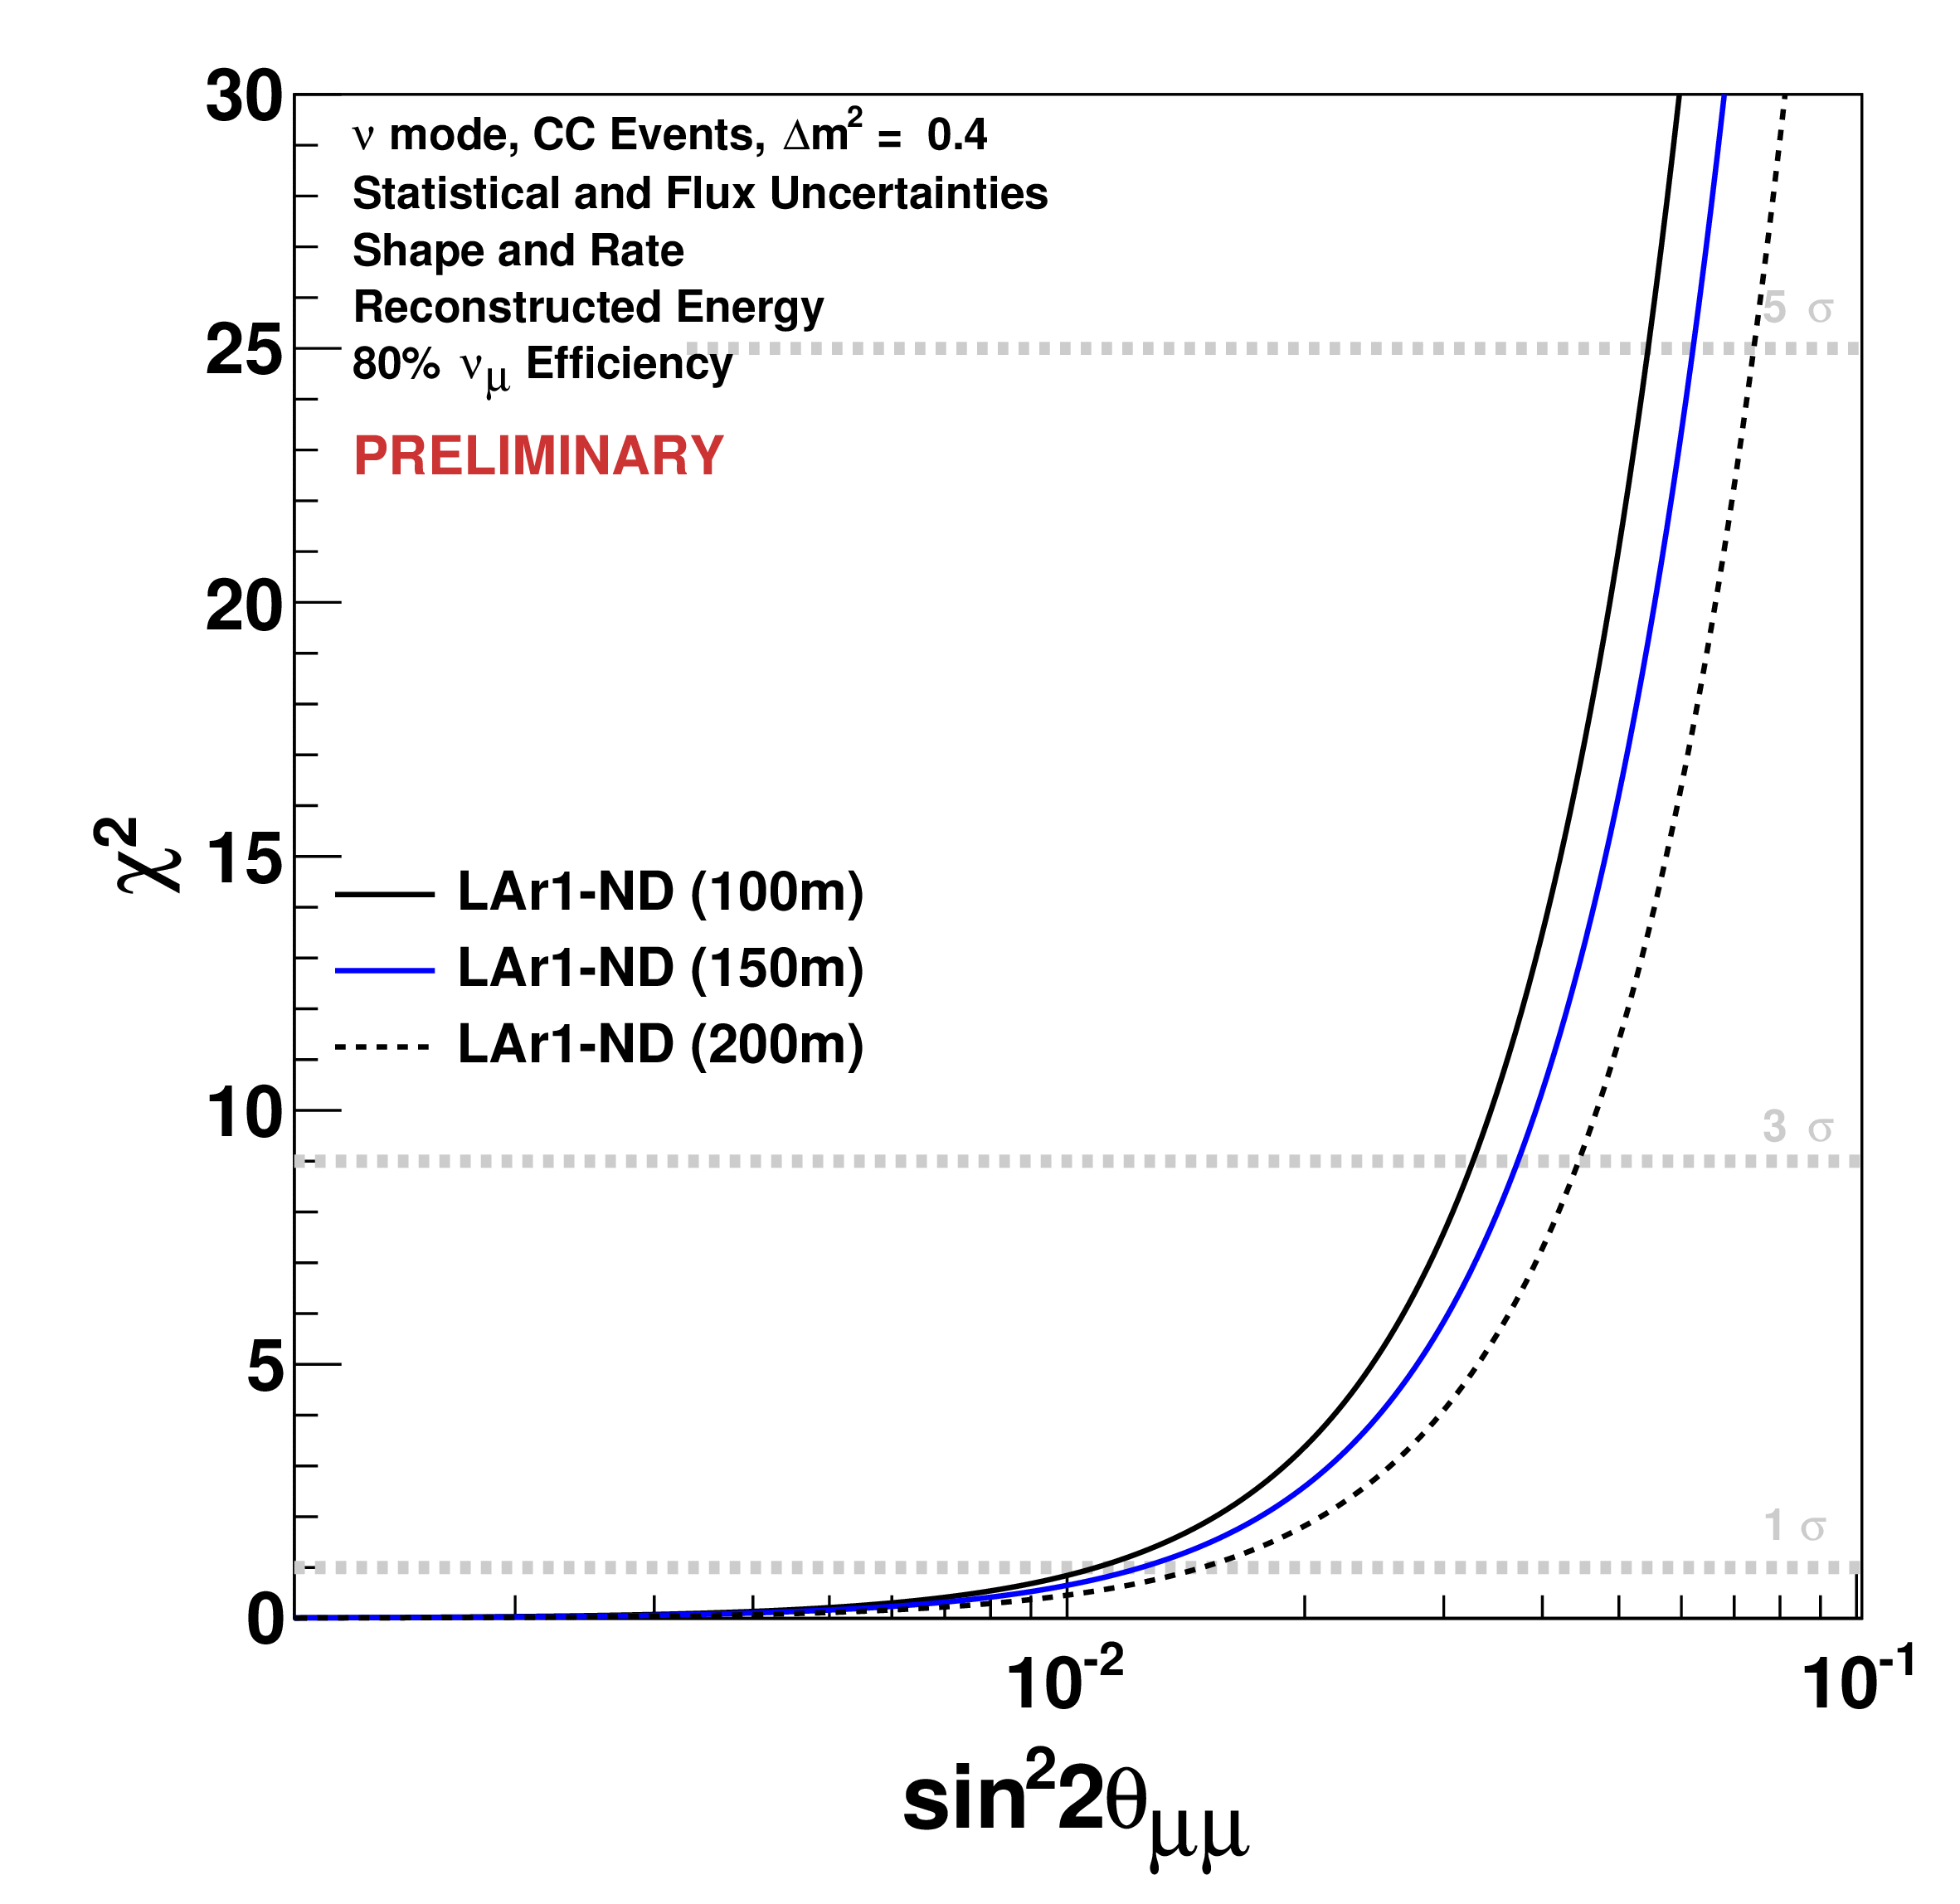 30
ν mode, CC Events, Δm² = 0.4
Statistical and Flux Uncertainties
Shape and Rate
Reconstructed Energy
5 σ
25
80% νμ Efficiency
PRELIMINARY
20
χ²
15
LAr1-ND (100m)
LAr1-ND (150m)
LAr1-ND (200m)
10
3 σ
5
1 σ
0
10⁻²
10⁻¹
sin²2θμμ